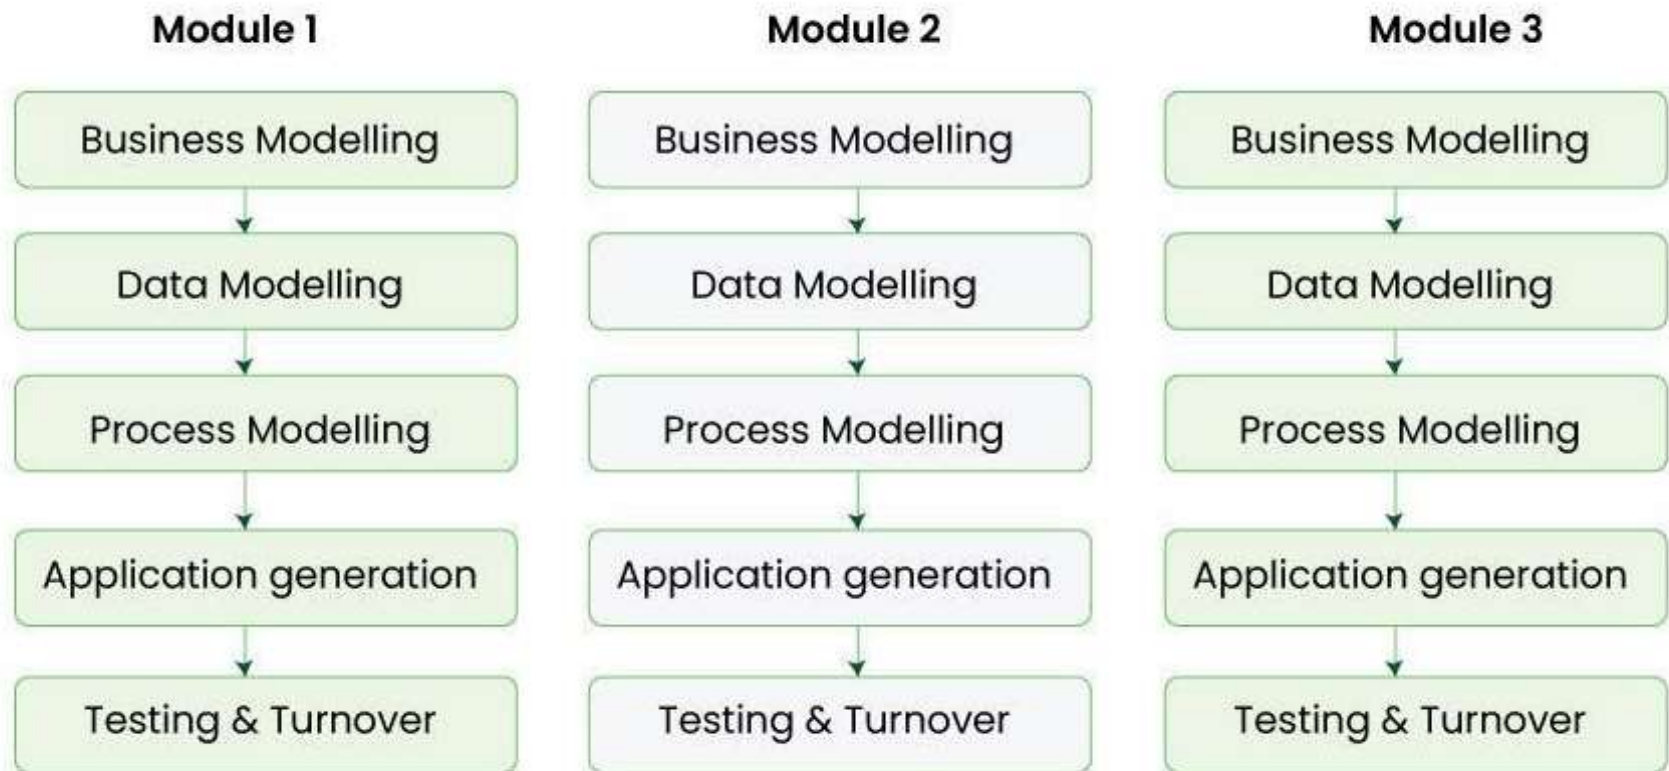 Module 1
Business Modelling
Data Modelling
Process Modelling
Application generation
Testing & Turnover
Module 2
Business Modelling
Data Modelling
Process Modelling
Application generation
Testing & Turnover
Module 3
Business Modelling
Data Modelling
Process Modelling
Application generation
Testing & Turnover